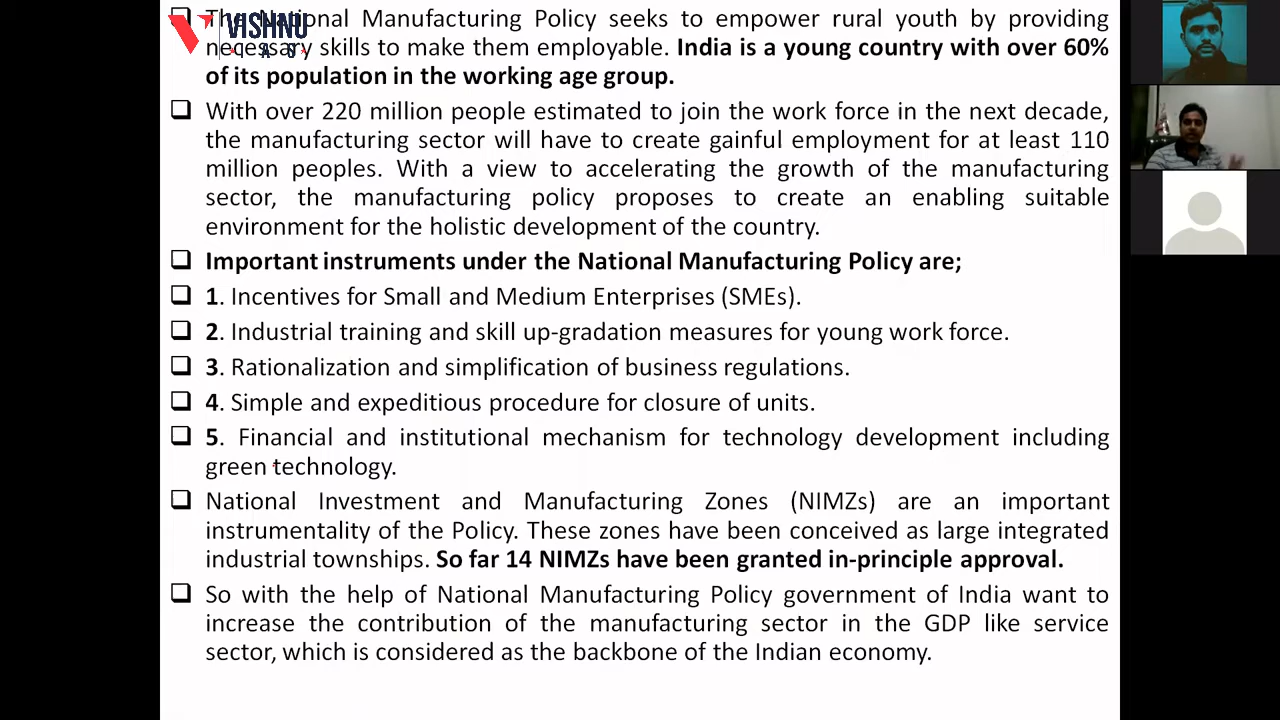 The National Manufacturing Policy seeks to empower rural youth by providing
necessary skills to make them employable. India is a young country with over 60%
of its population in the working age group.
With over 220 million people estimated to join the work force in the next decade,
the manufacturing sector will have to create gainful employment for at least 110
million peoples. With a view to accelerating the growth of the manufacturing
sector, the manufacturing policy proposes to create an enabling suitable
environment for the holistic development of the country.
Important instruments under the National Manufacturing Policy are;
1. Incentives for Small and Medium Enterprises (SMEs).
2. Industrial training and skill up-gradation measures for young work force.
3. Rationalization and simplification of business regulations.
4. Simple and expeditious procedure for closure of units.
5. Financial and institutional mechanism for technology development including
green technology.
National Investment and Manufacturing Zones (NIMZs) are an important
instrumentality of the Policy. These zones have been conceived as large integrated
industrial townships. So far 14 NIMZs have been granted in-principle approval.
So with the help of National Manufacturing Policy government of India want to
increase the contribution of the manufacturing sector in the GDP like service
sector, which is considered as the backbone of the Indian economy.
VISHNU
IAS